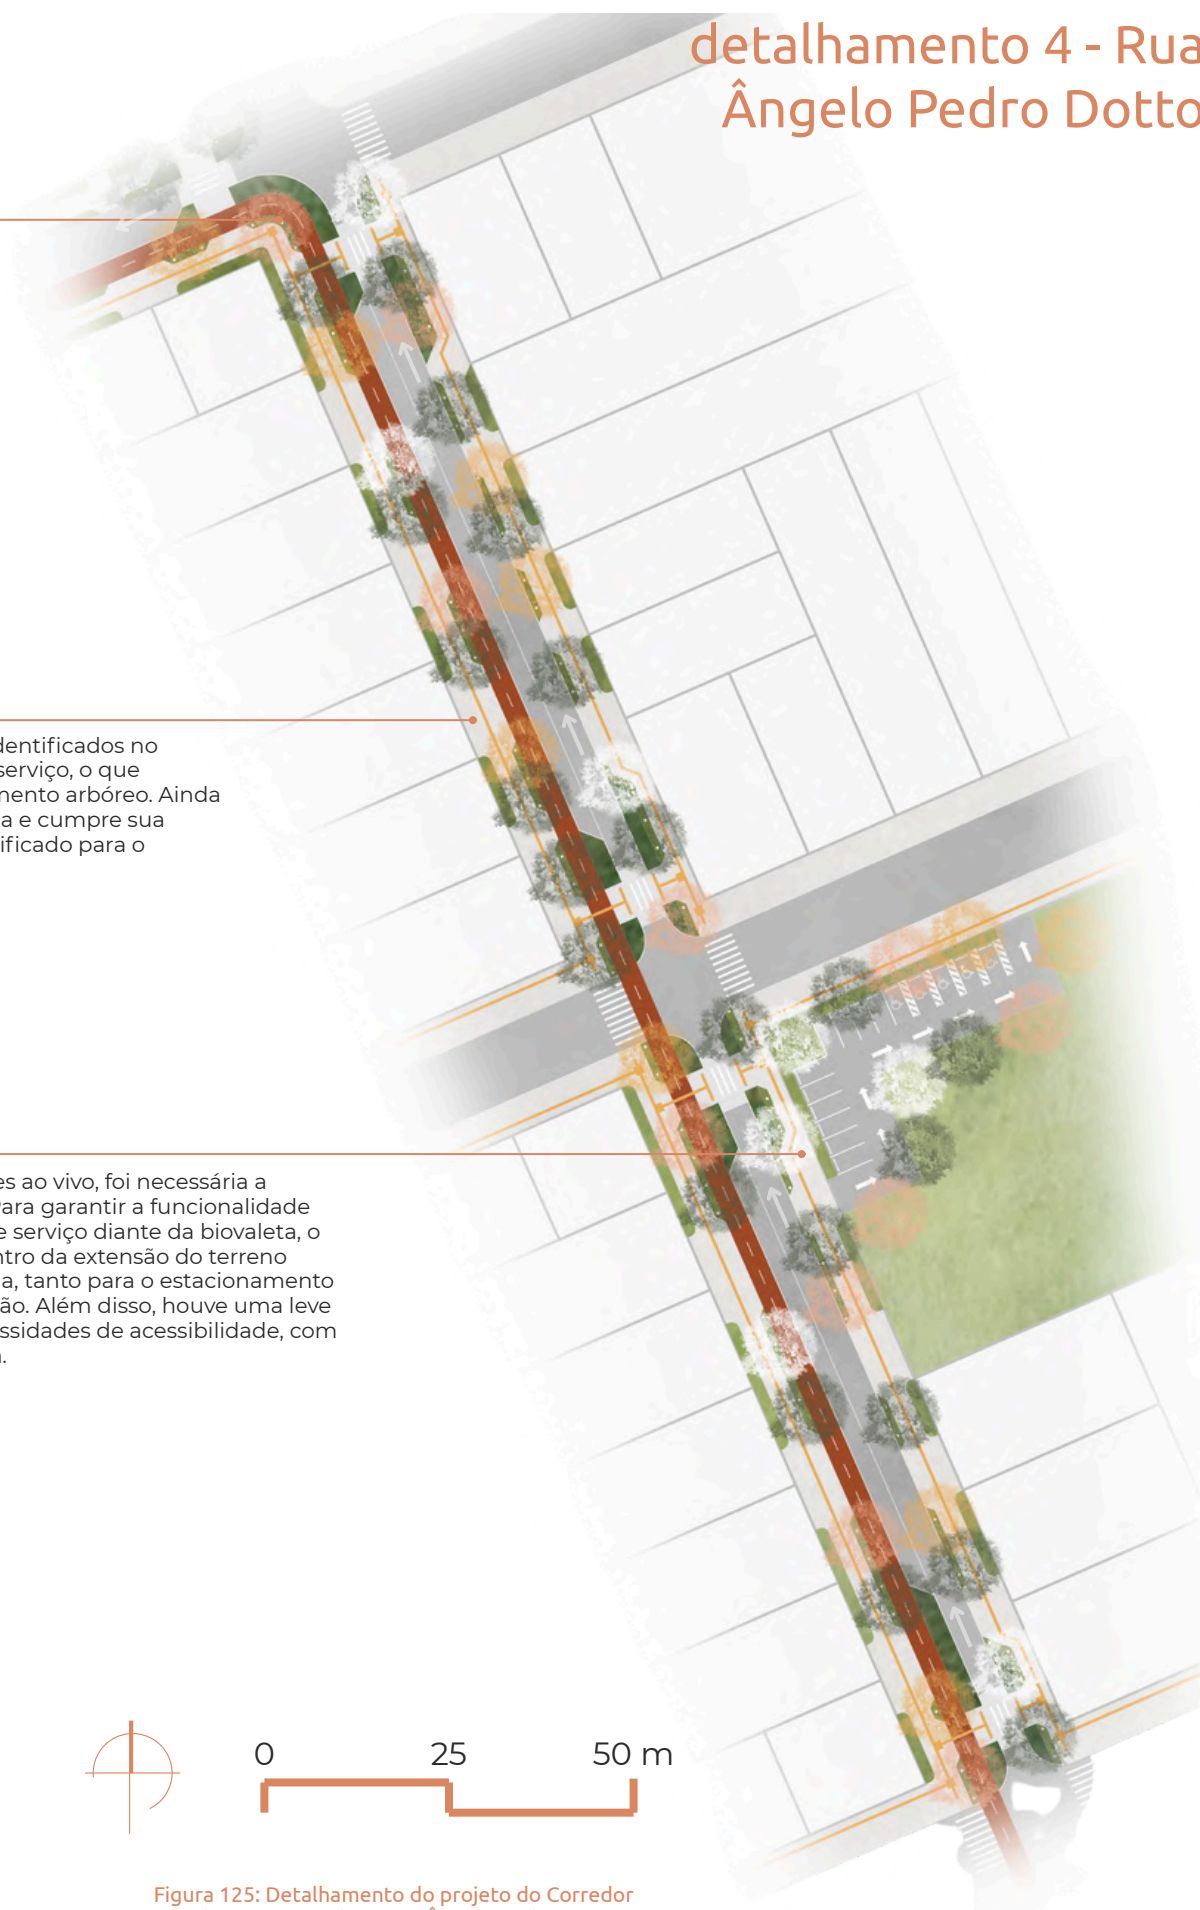 detalhamento 4 - Rua
Ângelo Pedro Dotto
dentificados no
serviço, o que
mento arbóreo. Ainda
a e cumpre sua
ificado para o
es ao vivo, foi necessária a
Para garantir a funcionalidade
e serviço diante da biovaleta, o
ntro da extensão do terreno
a, tanto para o estacionamento
ão. Além disso, houve uma leve
ssidades de acessibilidade, com
0 25 50 m
Figura 125: Detalhamento do projeto do Corredor